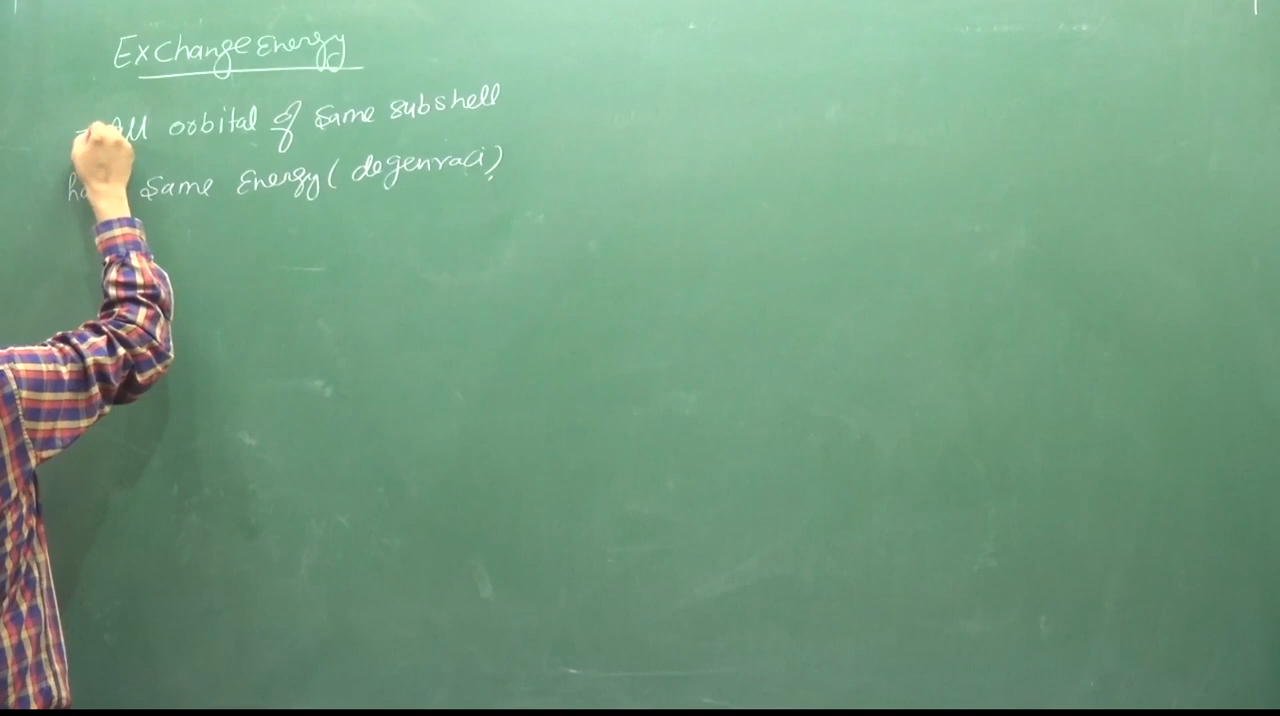 Exchange Energy
- All orbital of same subshell
same Energy ( degenraci)